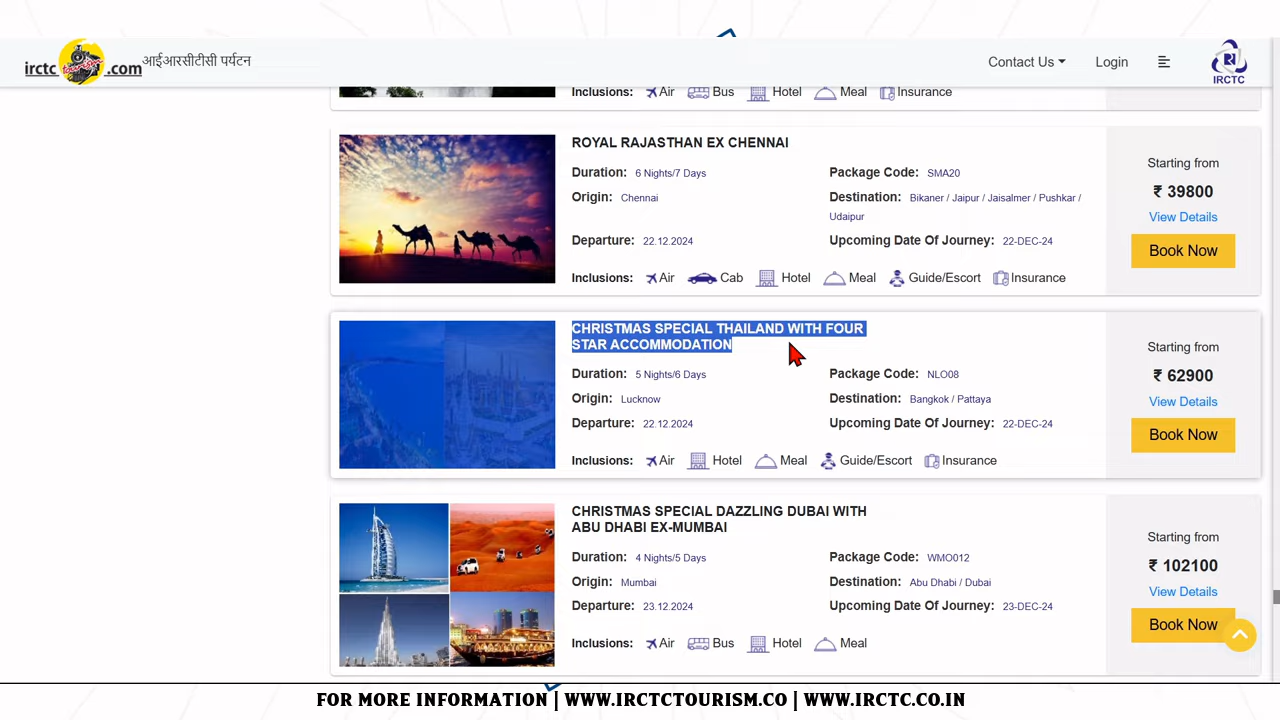 irctc .com आईआरसीटीसी पर्यटन Contact Us Login IRCTC
Inclusions: Air Bus Hotel Meal Insurance
ROYAL RAJASTHAN EX CHENNAI
Duration: 6 Nights/7 Days Package Code: SMA20
Origin: Chennai Destination: Bikaner / Jaipur / Jaisalmer / Pushkar /
Udaipur
Departure: 22.12.2024 Upcoming Date Of Journey: 22-DEC-24
Inclusions: Air Cab Hotel Meal Guide/Escort Insurance
Starting from
₹ 39800
View Details
Book Now
CHRISTMAS SPECIAL THAILAND WITH FOUR
STAR ACCOMMODATION
Duration: 5 Nights/6 Days Package Code: NLO08
Origin: Lucknow Destination: Bangkok / Pattaya
Departure: 22.12.2024 Upcoming Date Of Journey: 22-DEC-24
Inclusions: Air Hotel Meal Guide/Escort Insurance
Starting from
₹ 62900
View Details
Book Now
CHRISTMAS SPECIAL DAZZLING DUBAI WITH
ABU DHABI EX-MUMBAI
Duration: 4 Nights/5 Days Package Code: WMO012
Origin: Mumbai Destination: Abu Dhabi / Dubai
Departure: 23.12.2024 Upcoming Date Of Journey: 23-DEC-24
Inclusions: Air Bus Hotel Meal
Starting from
₹ 102100
View Details
Book Now
FOR MORE INFORMATION | WWW.IRCTCTOURISM.CO | WWW.IRCTC.CO.IN